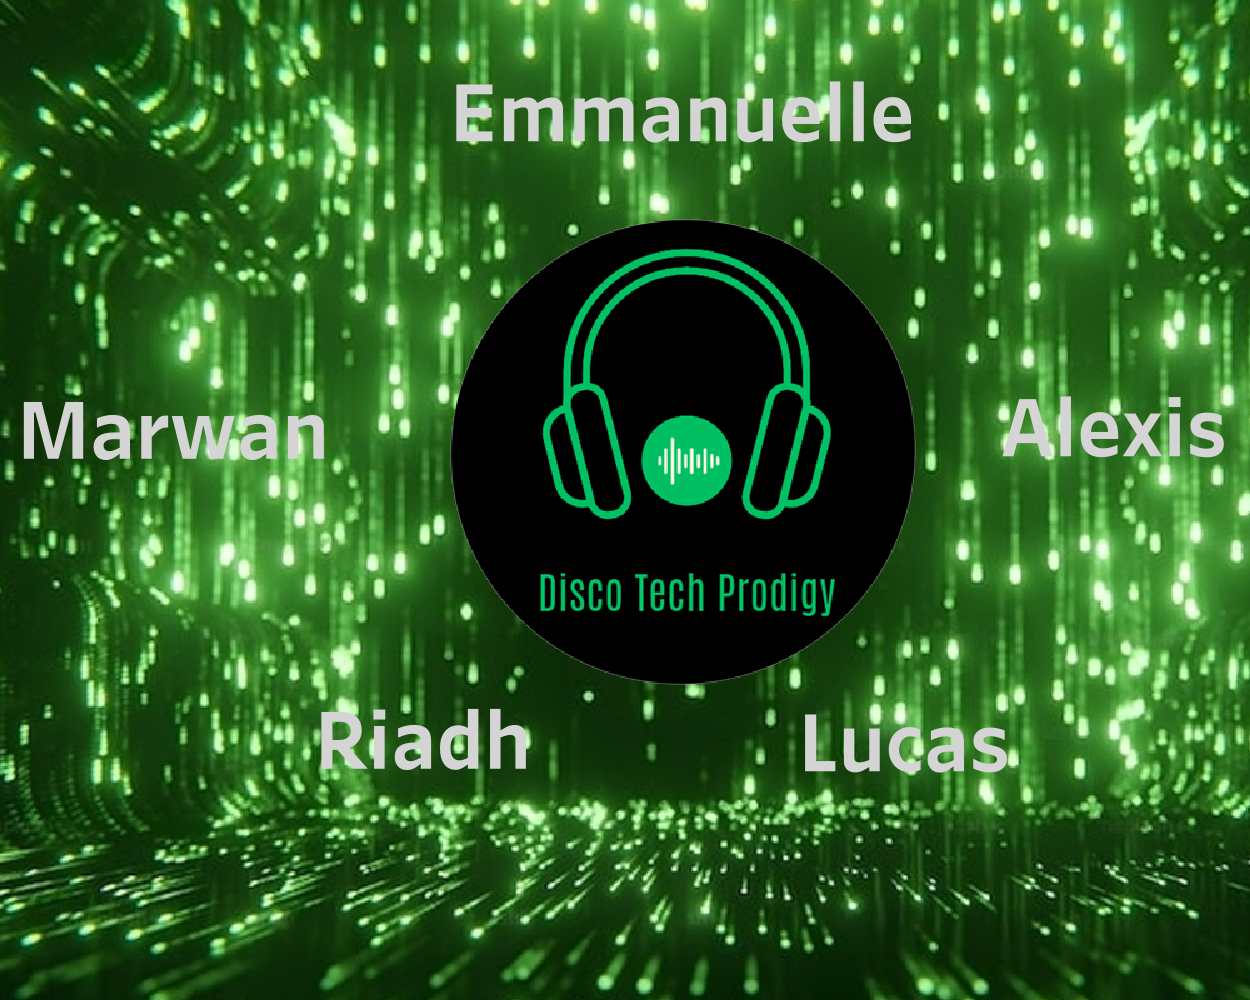 Emmanuelle
Marwan
Alexis
Disco Tech Prodigy
Riadh
Lucas